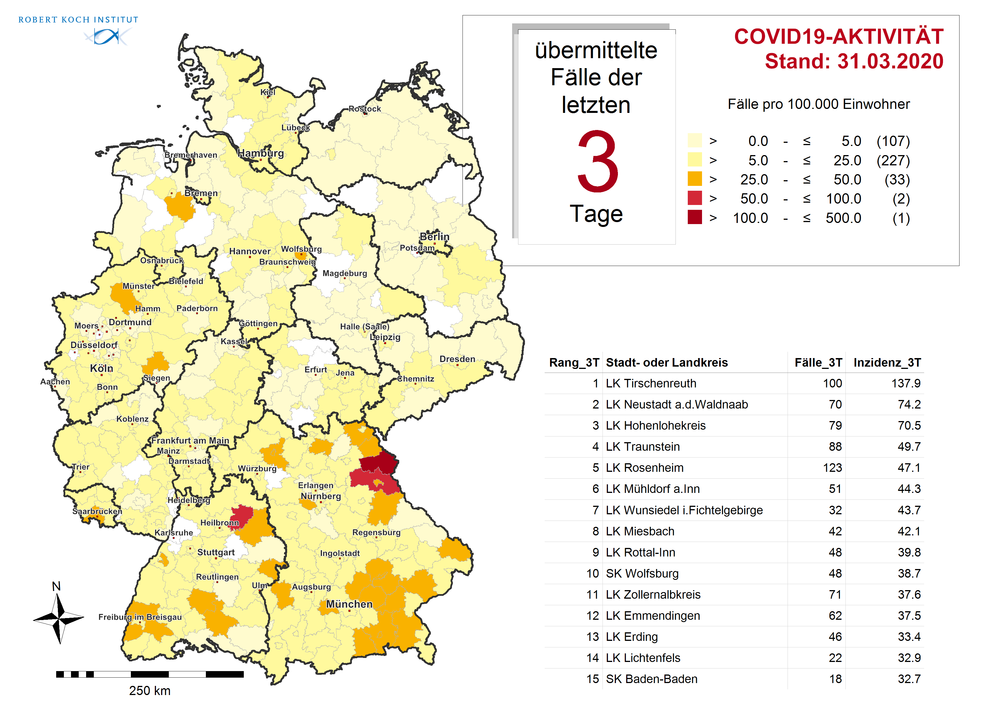 ROBERT KOCH INSTITUT
COVID19-AKTIVITÄT
Stand: 31.03.2020
übermittelte
Fälle der
letzten
3
Tage
Fälle pro 100.000 Einwohner
> 0.0 - ≤ 5.0 (107)
> 5.0 - ≤ 25.0 (227)
> 25.0 - ≤ 50.0 (33)
> 50.0 - ≤ 100.0 (2)
> 100.0 - ≤ 500.0 (1)
Kiel
Rostock
Lübeck
Hamburg
Bremerhaven
Bremen
Berlin
Potsdam
Hannover
Wolfsburg
Braunschweig
Osnabrück
Magdeburg
Bielefeld
Münster
Hamm
Paderborn
Moers
Dortmund
Göttingen
Halle (Saale)
Leipzig
Kassel
Düsseldorf
Dresden
Köln
Erfurt
Jena
Siegen
Chemnitz
Aachen
Bonn
Koblenz
Frankfurt am Main
Mainz
Darmstadt
Trier
Würzburg
Erlangen
Nürnberg
Heidelberg
Saarbrücken
Heilbronn
Karlsruhe
Regensburg
Stuttgart
Ingolstadt
Reutlingen
Ulm
Augsburg
München
Freiburg im Breisgau
N
250 km
Rang_3T Stadt- oder Landkreis Fälle_3T Inzidenz_3T
1 LK Tirschenreuth 100 137.9
2 LK Neustadt a.d.Waldnaab 70 74.2
3 LK Hohenlohekreis 79 70.5
4 LK Traunstein 88 49.7
5 LK Rosenheim 123 47.1
6 LK Mühldorf a.Inn 51 44.3
7 LK Wunsiedel i.Fichtelgebirge 32 43.7
8 LK Miesbach 42 42.1
9 LK Rottal-Inn 48 39.8
10 SK Wolfsburg 48 38.7
11 LK Zollernalbkreis 71 37.6
12 LK Emmendingen 62 37.5
13 LK Erding 46 33.4
14 LK Lichtenfels 22 32.9
15 SK Baden-Baden 18 32.7